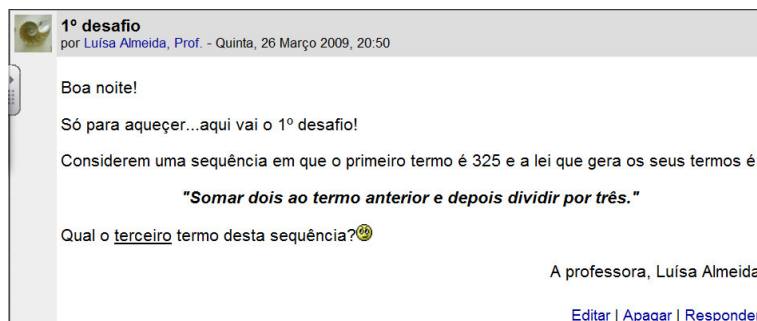 1º desafio
por Luísa Almeida, Prof. - Quinta, 26 Março 2009, 20:50
Boa noite!
Só para aqueçer...aqui vai o 1º desafio!
Considerem uma sequência em que o primeiro termo é 325 e a lei que gera os seus termos é
"Somar dois ao termo anterior e depois dividir por três."
Qual o terceiro termo desta sequência?
A professora, Luísa Almeida
Editar | Apagar | Responder